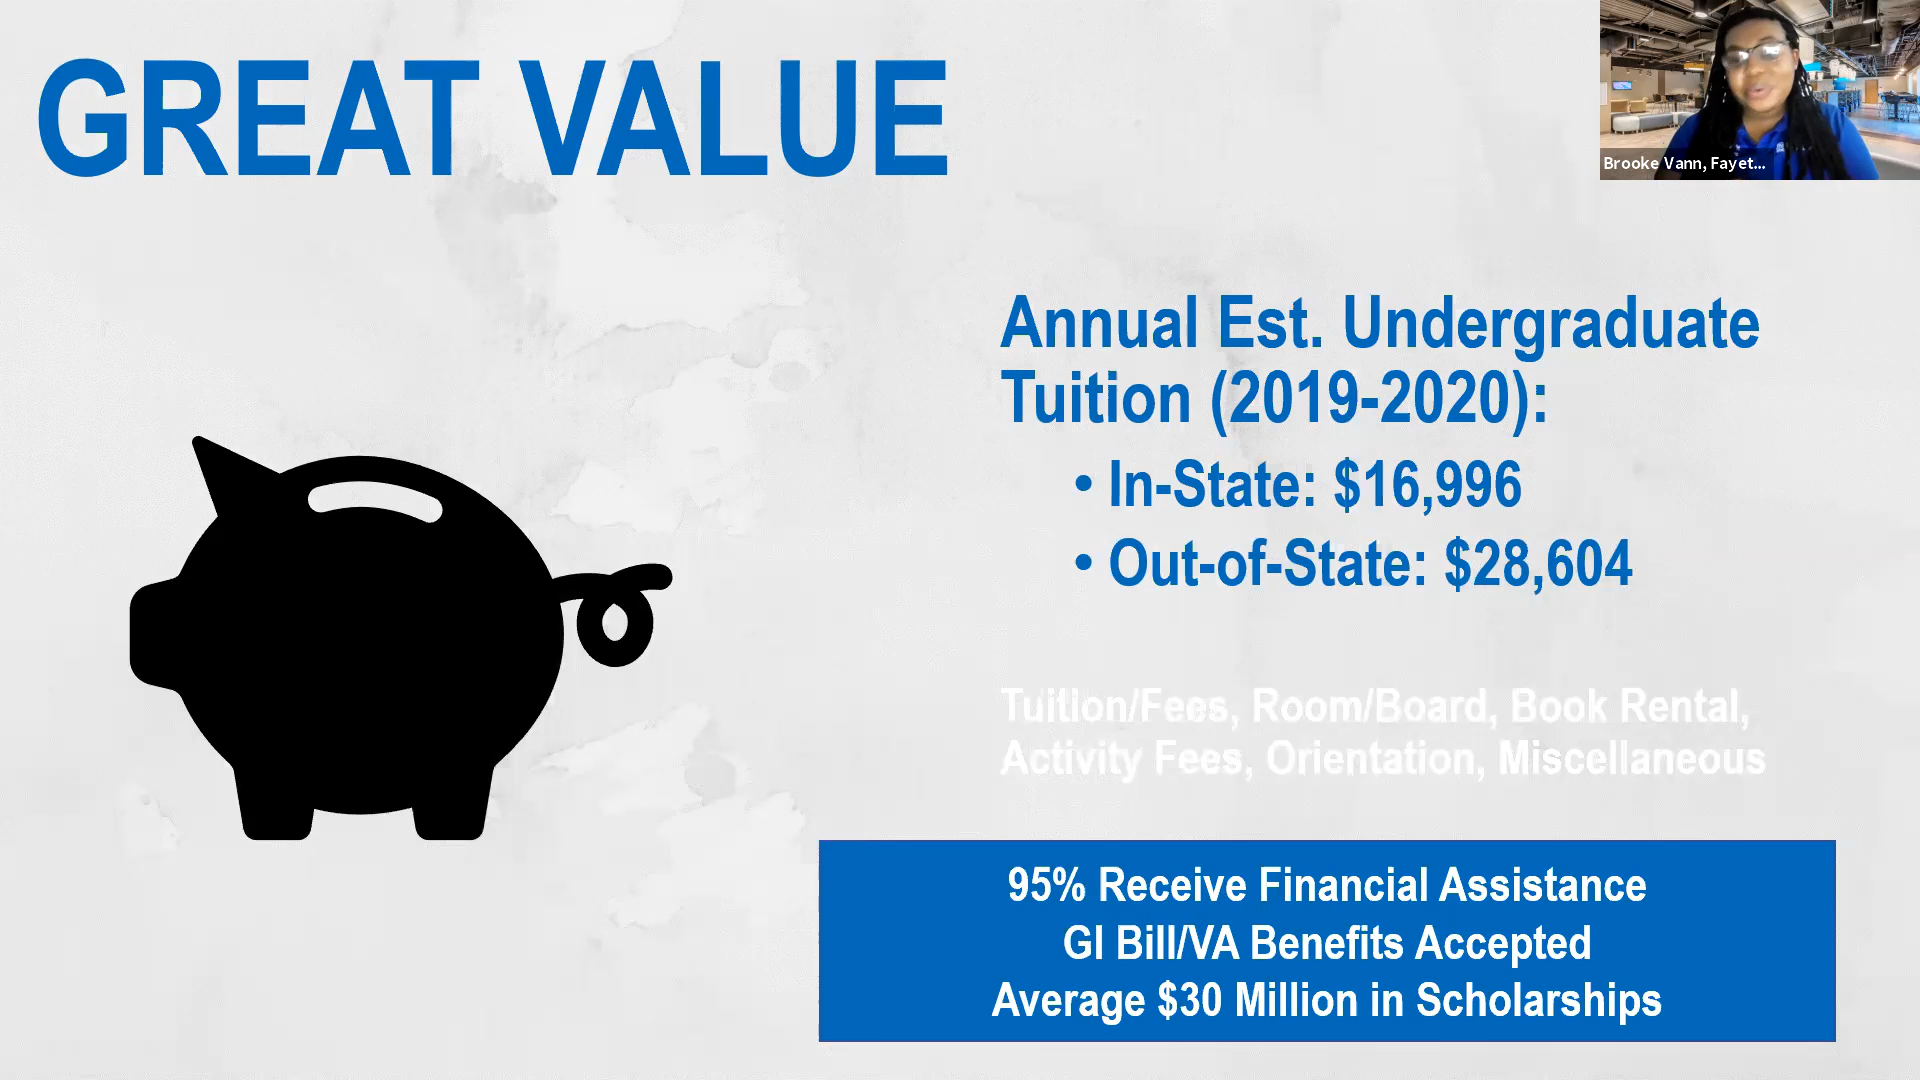 GREAT VALUE
Brooke Vann, Fayet...
Annual Est. Undergraduate
Tuition (2019-2020):
• In-State: $16,996
• Out-of-State: $28,604
Tuition/Fees, Room/Board, Book Rental,
Activity Fees, Orientation, Miscellaneous
95% Receive Financial Assistance
GI Bill/VA Benefits Accepted
Average $30 Million in Scholarships